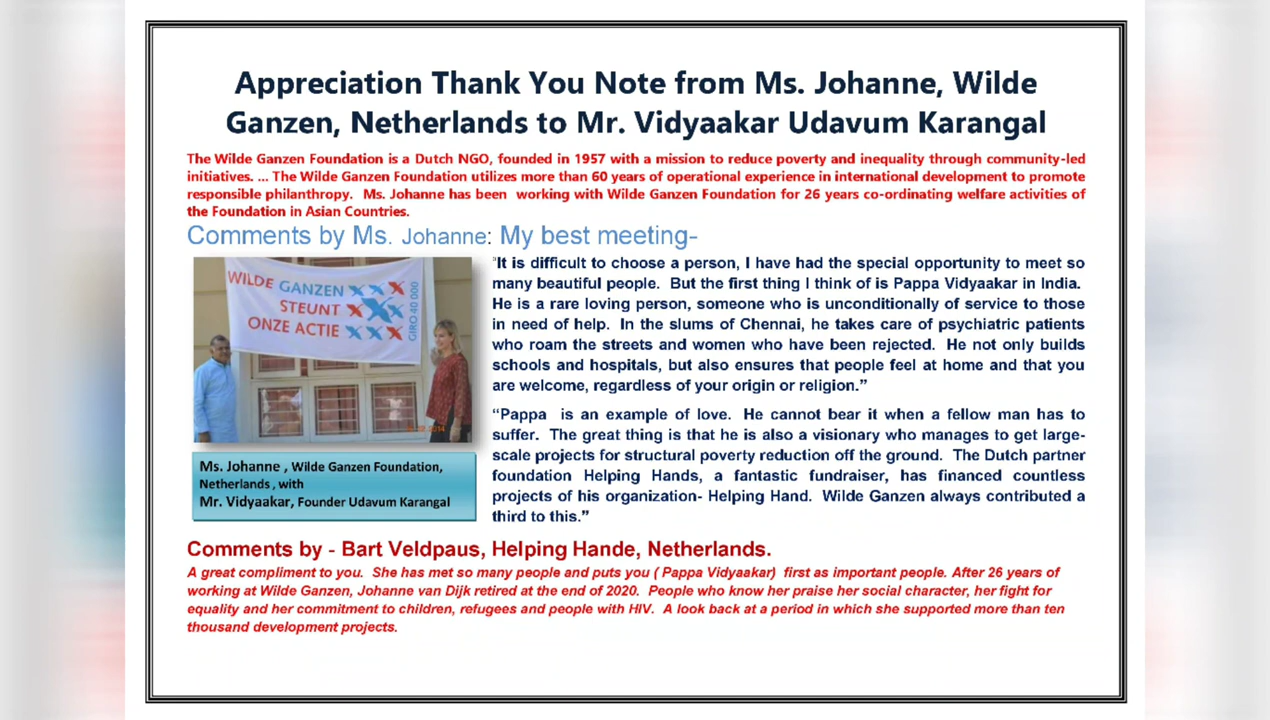 Appreciation Thank You Note from Ms. Johanne, Wilde
Ganzen, Netherlands to Mr. Vidyaakar Udavum Karangal
The Wilde Ganzen Foundation is a Dutch NGO, founded in 1957 with a mission to reduce poverty and inequality through community-led
initiatives. ... The Wilde Ganzen Foundation utilizes more than 60 years of operational experience in international development to promote
responsible philanthropy. Ms. Johanne has been working with Wilde Ganzen Foundation for 26 years co-ordinating welfare activities of
the Foundation in Asian Countries.
Comments by Ms. Johanne: My best meeting-
WILDE GANZEN
STEUNT
ONZE ACTIE
GIRO 40 000
Ms. Johanne , Wilde Ganzen Foundation,
Netherlands , with
Mr. Vidyaakar, Founder Udavum Karangal
"It is difficult to choose a person, I have had the special opportunity to meet so
many beautiful people. But the first thing I think of is Pappa Vidyaakar in India.
He is a rare loving person, someone who is unconditionally of service to those
in need of help. In the slums of Chennai, he takes care of psychiatric patients
who roam the streets and women who have been rejected. He not only builds
schools and hospitals, but also ensures that people feel at home and that you
are welcome, regardless of your origin or religion.”
“Pappa is an example of love. He cannot bear it when a fellow man has to
suffer. The great thing is that he is also a visionary who manages to get large-
scale projects for structural poverty reduction off the ground. The Dutch partner
foundation Helping Hands, a fantastic fundraiser, has financed countless
projects of his organization- Helping Hand. Wilde Ganzen always contributed a
third to this.”
Comments by - Bart Veldpaus, Helping Hande, Netherlands.
A great compliment to you. She has met so many people and puts you ( Pappa Vidyaakar) first as important people. After 26 years of
working at Wilde Ganzen, Johanne van Dijk retired at the end of 2020. People who know her praise her social character, her fight for
equality and her commitment to children, refugees and people with HIV. A look back at a period in which she supported more than ten
thousand development projects.